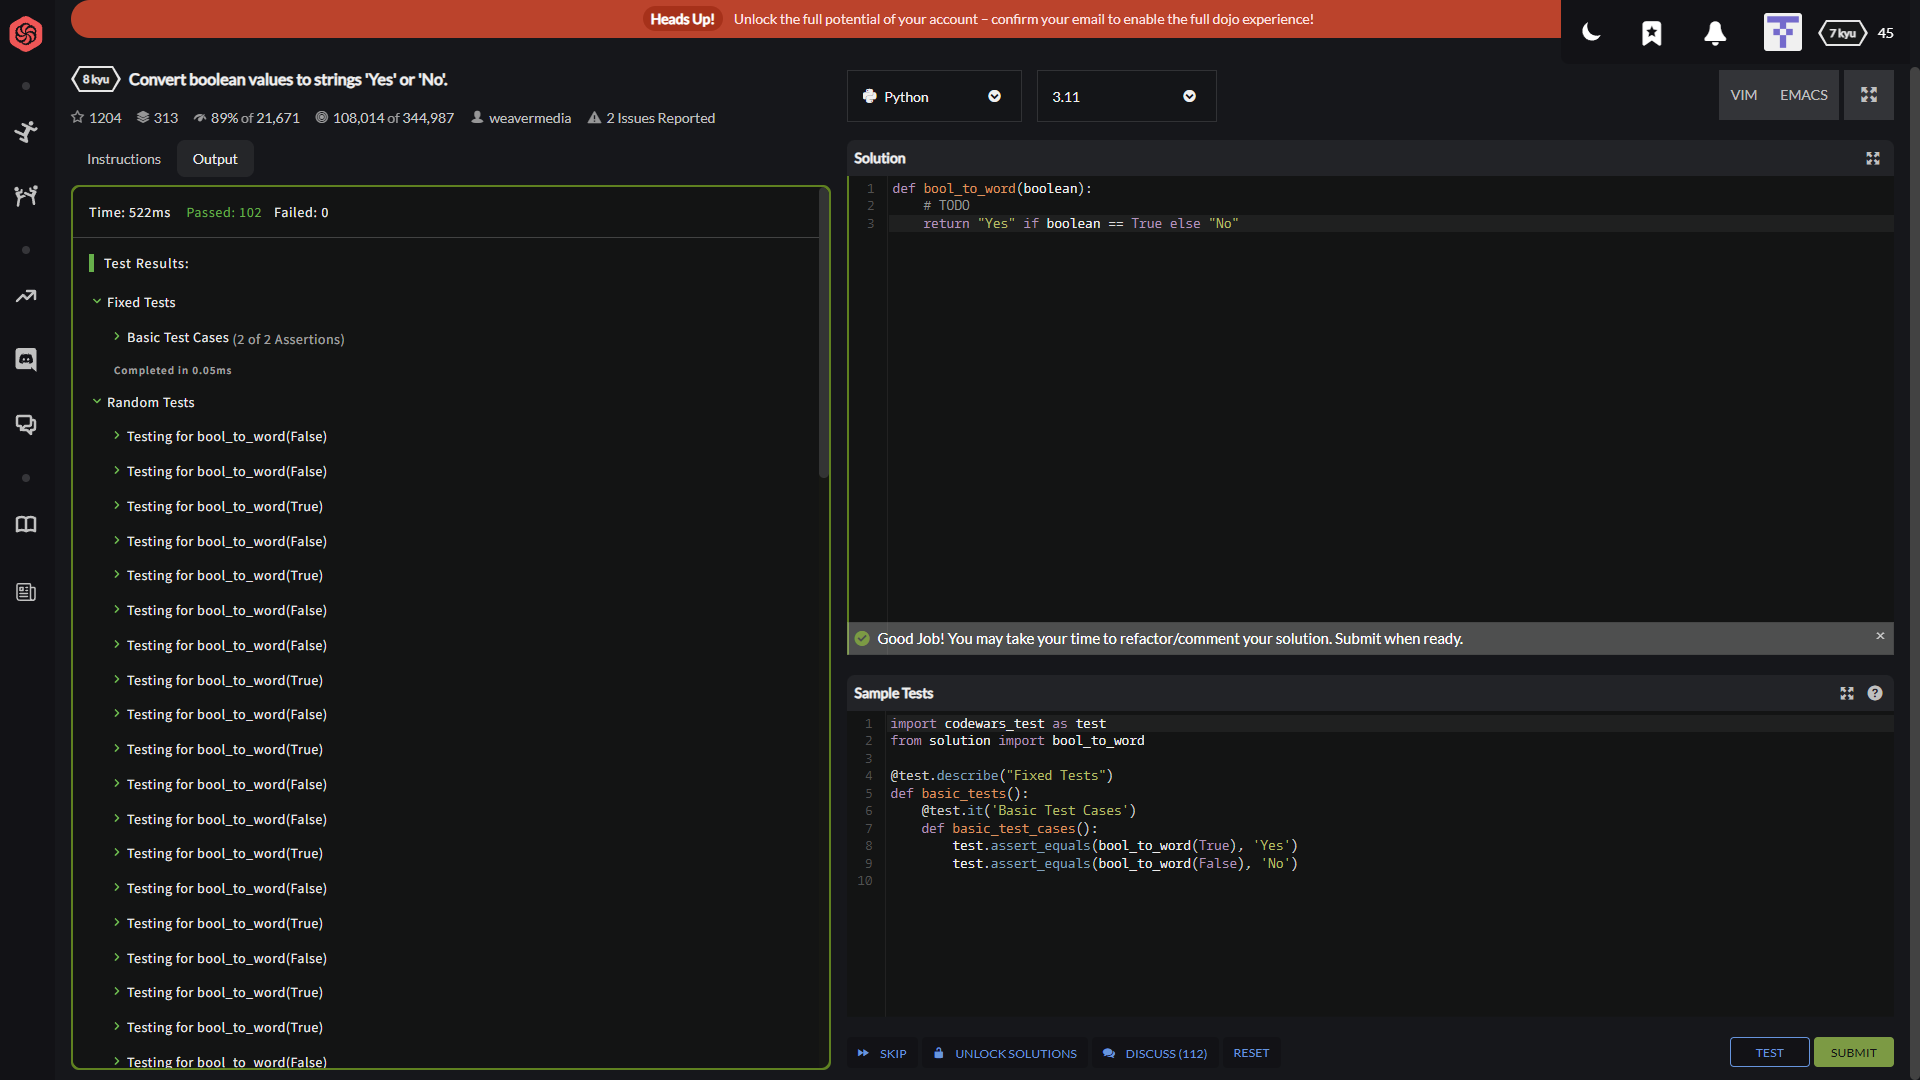 Heads Up! Unlock the full potential of your account – confirm your email to enable the full dojo experience!
7 kyu 45
8 kyu Convert boolean values to strings 'Yes' or 'No'.
1204 313 89% of 21,671 108,014 of 344,987 weavermedia 2 Issues Reported
Instructions Output
Time: 522ms Passed: 102 Failed: 0
Test Results:
Fixed Tests
Basic Test Cases (2 of 2 Assertions)
Completed in 0.05ms
Random Tests
Testing for bool_to_word(False)
Testing for bool_to_word(False)
Testing for bool_to_word(True)
Testing for bool_to_word(False)
Testing for bool_to_word(True)
Testing for bool_to_word(False)
Testing for bool_to_word(False)
Testing for bool_to_word(True)
Testing for bool_to_word(False)
Testing for bool_to_word(True)
Testing for bool_to_word(False)
Testing for bool_to_word(False)
Testing for bool_to_word(True)
Testing for bool_to_word(False)
Testing for bool_to_word(True)
Testing for bool_to_word(False)
Testing for bool_to_word(True)
Testing for bool_to_word(True)
Testing for bool_to_word(False)
Python 3.11 VIM EMACS
Solution
1 def bool_to_word(boolean):
2     # TODO
3     return "Yes" if boolean == True else "No"
Good Job! You may take your time to refactor/comment your solution. Submit when ready. ×
Sample Tests ?
1 import codewars_test as test
2 from solution import bool_to_word
3
4 @test.describe("Fixed Tests")
5 def basic_tests():
6     @test.it('Basic Test Cases')
7     def basic_test_cases():
8         test.assert_equals(bool_to_word(True), 'Yes')
9         test.assert_equals(bool_to_word(False), 'No')
10
SKIP UNLOCK SOLUTIONS DISCUSS (112) RESET TEST SUBMIT